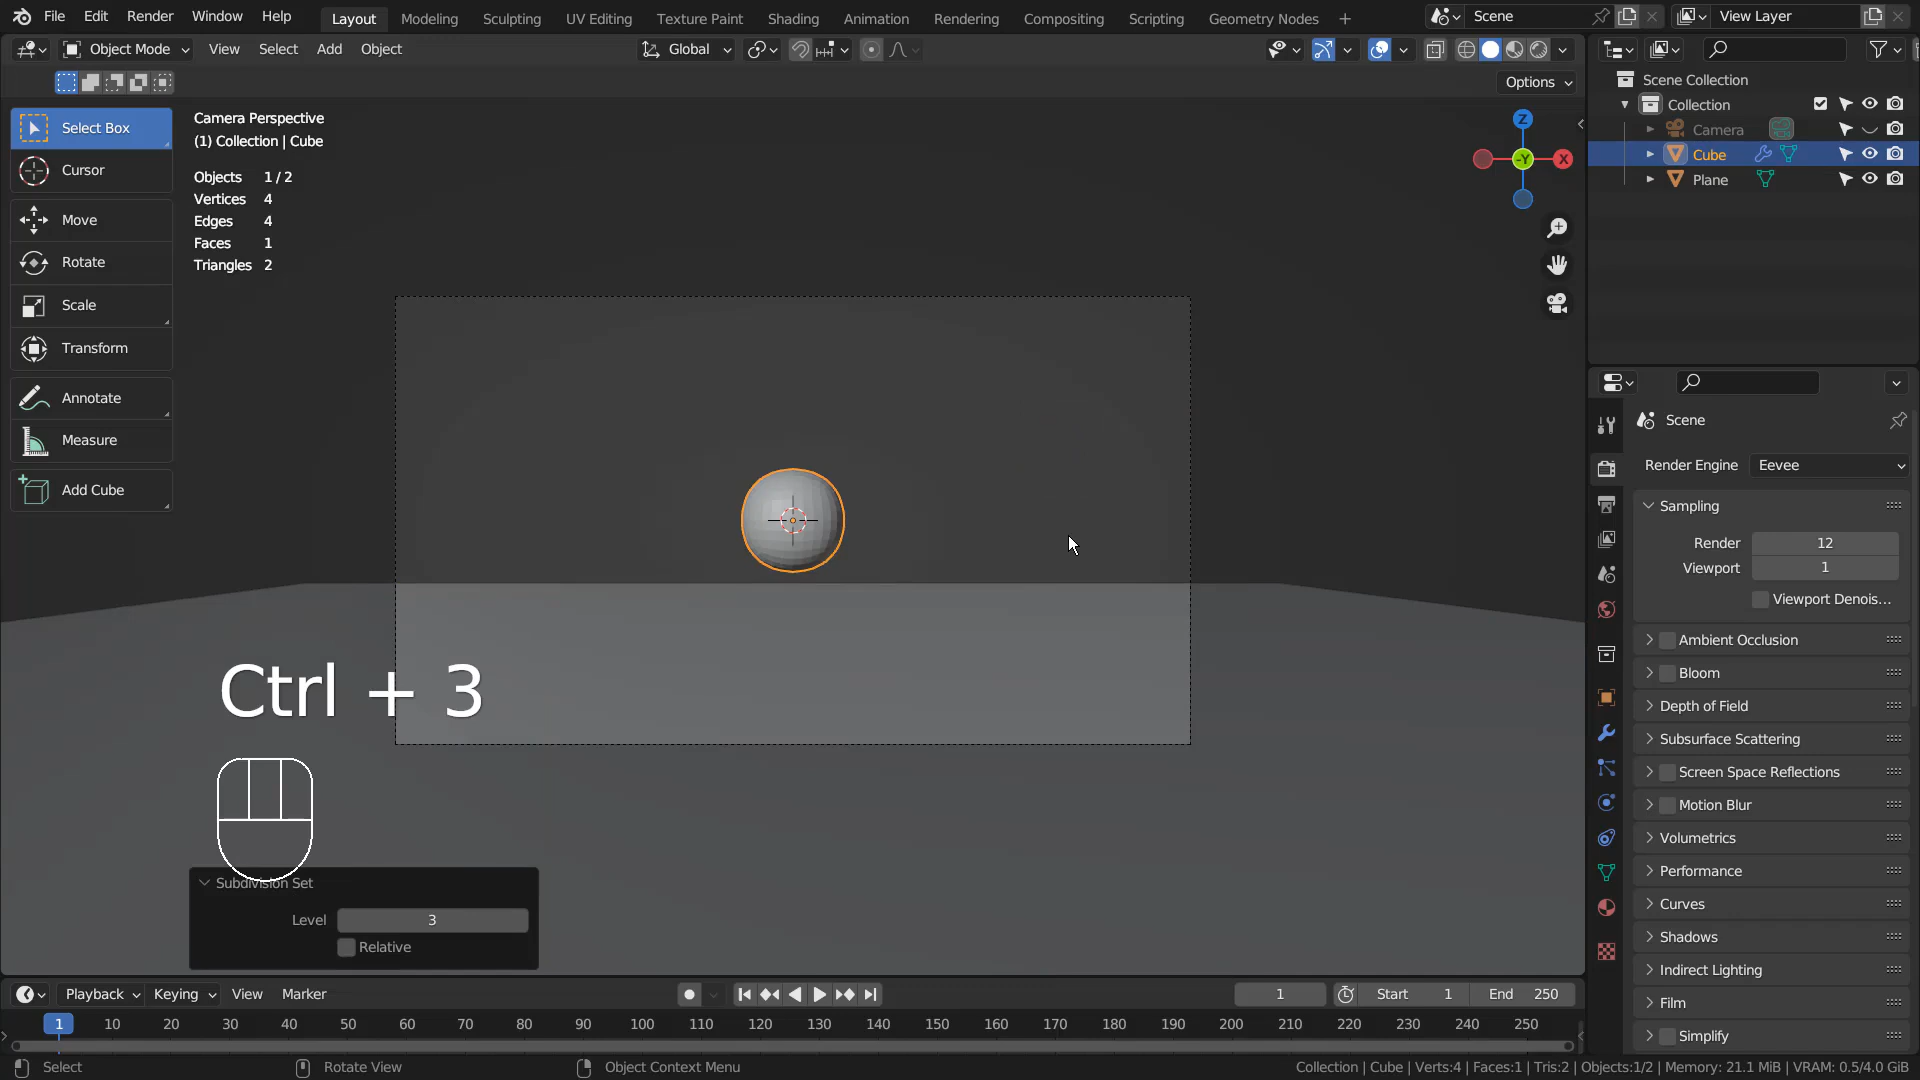 File Edit Render Window Help Layout Modeling Sculpting UV Editing Texture Paint Shading Animation Rendering Compositing Scripting Geometry Nodes + Scene View Layer
Object Mode View Select Add Object Global
Options
Select Box
Cursor
Move
Rotate
Scale
Transform
Annotate
Measure
Add Cube
Camera Perspective
(1) Collection | Cube
Objects 1 / 2
Vertices 4
Edges 4
Faces 1
Triangles 2
Z
-Y
X
Ctrl + 3
Subdivision Set
Level 3
Relative
Scene Collection
Collection
Camera
Cube
Plane
Scene
Render Engine Eevee
Sampling
Render 12
Viewport 1
Viewport Denois...
Ambient Occlusion
Bloom
Depth of Field
Subsurface Scattering
Screen Space Reflections
Motion Blur
Volumetrics
Performance
Curves
Shadows
Indirect Lighting
Film
Simplify
Playback Keying View Marker 1 Start 1 End 250
1 10 20 30 40 50 60 70 80 90 100 110 120 130 140 150 160 170 180 190 200 210 220 230 240 250
Select Rotate View Object Context Menu Collection | Cube | Verts:4 | Faces:1 | Tris:2 | Objects:1/2 | Memory: 21.1 MiB | VRAM: 0.5/4.0 GiB